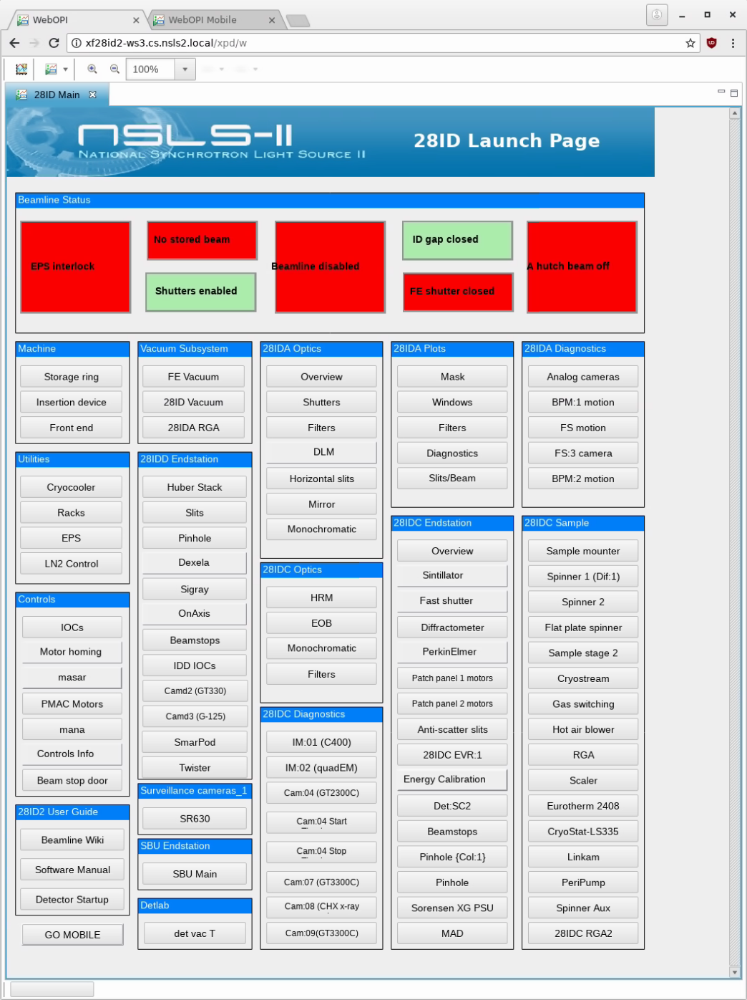 WebOPI
WebOPI Mobile
xf28id2-ws3.cs.nsls2.local/xpd/w
100%
28ID Main
NSLS-II
National Synchrotron Light Source II
28ID Launch Page
Beamline Status
EPS interlock
No stored beam
Shutters enabled
Beamline disabled
ID gap closed
FE shutter closed
A hutch beam off
Machine
Storage ring
Insertion device
Front end
Utilities
Cryocooler
Racks
EPS
LN2 Control
Controls
IOCs
Motor homing
masar
PMAC Motors
mana
Controls Info
Beam stop door
28ID2 User Guide
Beamline Wiki
Software Manual
Detector Startup
GO MOBILE
Vacuum Subsystem
FE Vacuum
28ID Vacuum
28IDA RGA
28IDD Endstation
Huber Stack
Slits
Pinhole
Dexela
Sigray
OnAxis
Beamstops
IDD IOCs
Camd2 (GT330)
Camd3 (G-125)
SmarPod
Twister
Surveillance cameras_1
SR630
SBU Endstation
SBU Main
Detlab
det vac T
28IDA Optics
Overview
Shutters
Filters
DLM
Horizontal slits
Mirror
Monochromatic
28IDC Optics
HRM
EOB
Monochromatic
Filters
28IDC Diagnostics
IM:01 (C400)
IM:02 (quadEM)
Cam:04 (GT2300C)
Cam:04 Start
Cam:04 Stop
Cam:07 (GT3300C)
Cam:08 (CHX x-ray
Cam:09(GT3300C)
28IDA Plots
Mask
Windows
Filters
Diagnostics
Slits/Beam
28IDC Endstation
Overview
Sintillator
Fast shutter
Diffractometer
PerkinElmer
Patch panel 1 motors
Patch panel 2 motors
Anti-scatter slits
28IDC EVR:1
Energy Calibration
Det:SC2
Beamstops
Pinhole {Col:1}
Pinhole
Sorensen XG PSU
MAD
28IDA Diagnostics
Analog cameras
BPM:1 motion
FS motion
FS:3 camera
BPM:2 motion
28IDC Sample
Sample mounter
Spinner 1 (Dif:1)
Spinner 2
Flat plate spinner
Sample stage 2
Cryostream
Gas switching
Hot air blower
RGA
Scaler
Eurotherm 2408
CryoStat-LS335
Linkam
PeriPump
Spinner Aux
28IDC RGA2